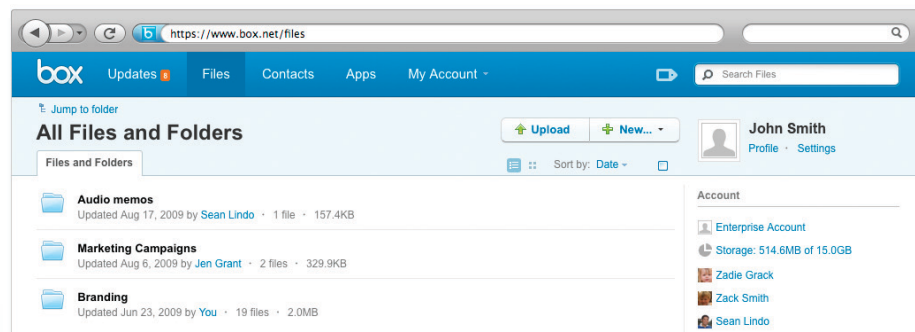 https://www.box.net/files
box Updates 8 Files Contacts Apps My Account Search Files
Jump to folder
All Files and Folders
Upload New...
John Smith
Profile · Settings
Files and Folders
Sort by: Date
Audio memos
Updated Aug 17, 2009 by Sean Lindo · 1 file · 157.4KB
Marketing Campaigns
Updated Aug 6, 2009 by Jen Grant · 2 files · 329.9KB
Branding
Updated Jun 23, 2009 by You · 19 files · 2.0MB
Account
Enterprise Account
Storage: 514.6MB of 15.0GB
Zadie Grack
Zack Smith
Sean Lindo